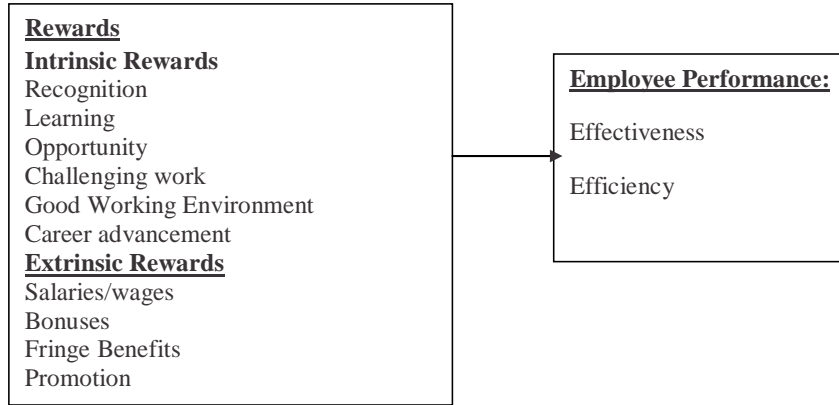 Rewards
Intrinsic Rewards
Recognition
Learning
Opportunity
Challenging work
Good Working Environment
Career advancement
Extrinsic Rewards
Salaries/wages
Bonuses
Fringe Benefits
Promotion
Employee Performance:
Effectiveness
Efficiency